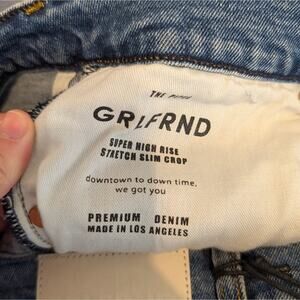 THE
GRLFRND
SUPER HIGH RISE
STRETCH SLIM CROP
downtown to down time,
we got you
PREMIUM DENIM
MADE IN LOS ANGELES